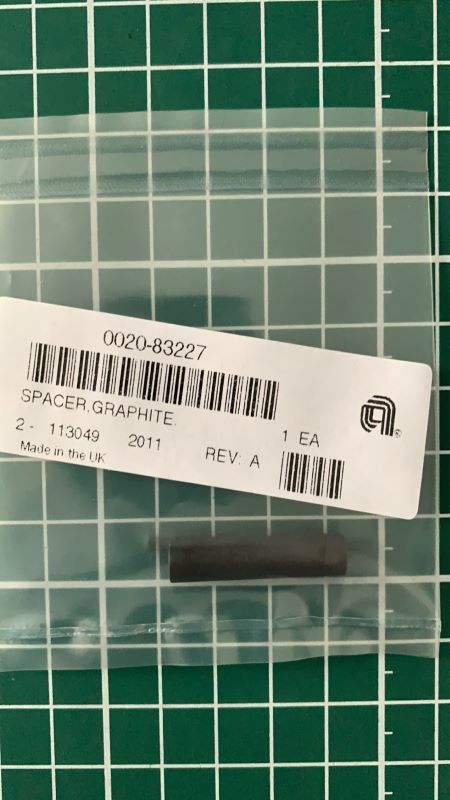 0020-83227
SPACER,GRAPHITE.
1 EA
2 - 113049 2011
REV: A
Made in the UK